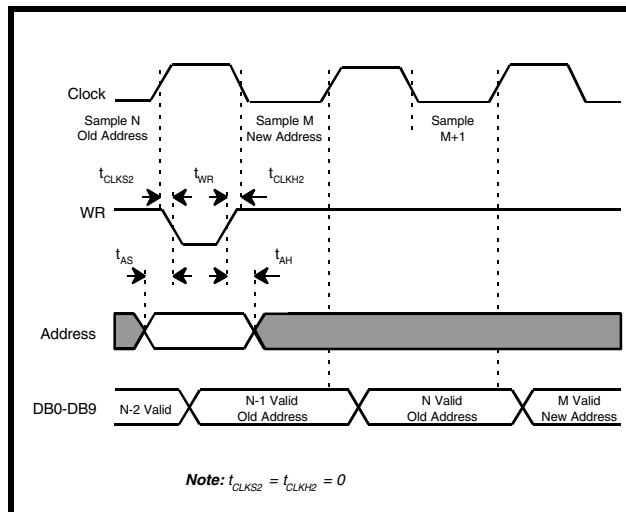 Clock
Sample N
Old Address
Sample M
New Address
Sample
M+1
tCLKS2
tWR
tCLKH2
WR
tAS
tAH
Address
DB0-DB9
N-2 Valid
N-1 Valid
Old Address
N Valid
Old Address
M Valid
New Address
Note: tCLKS2 = tCLKH2 = 0